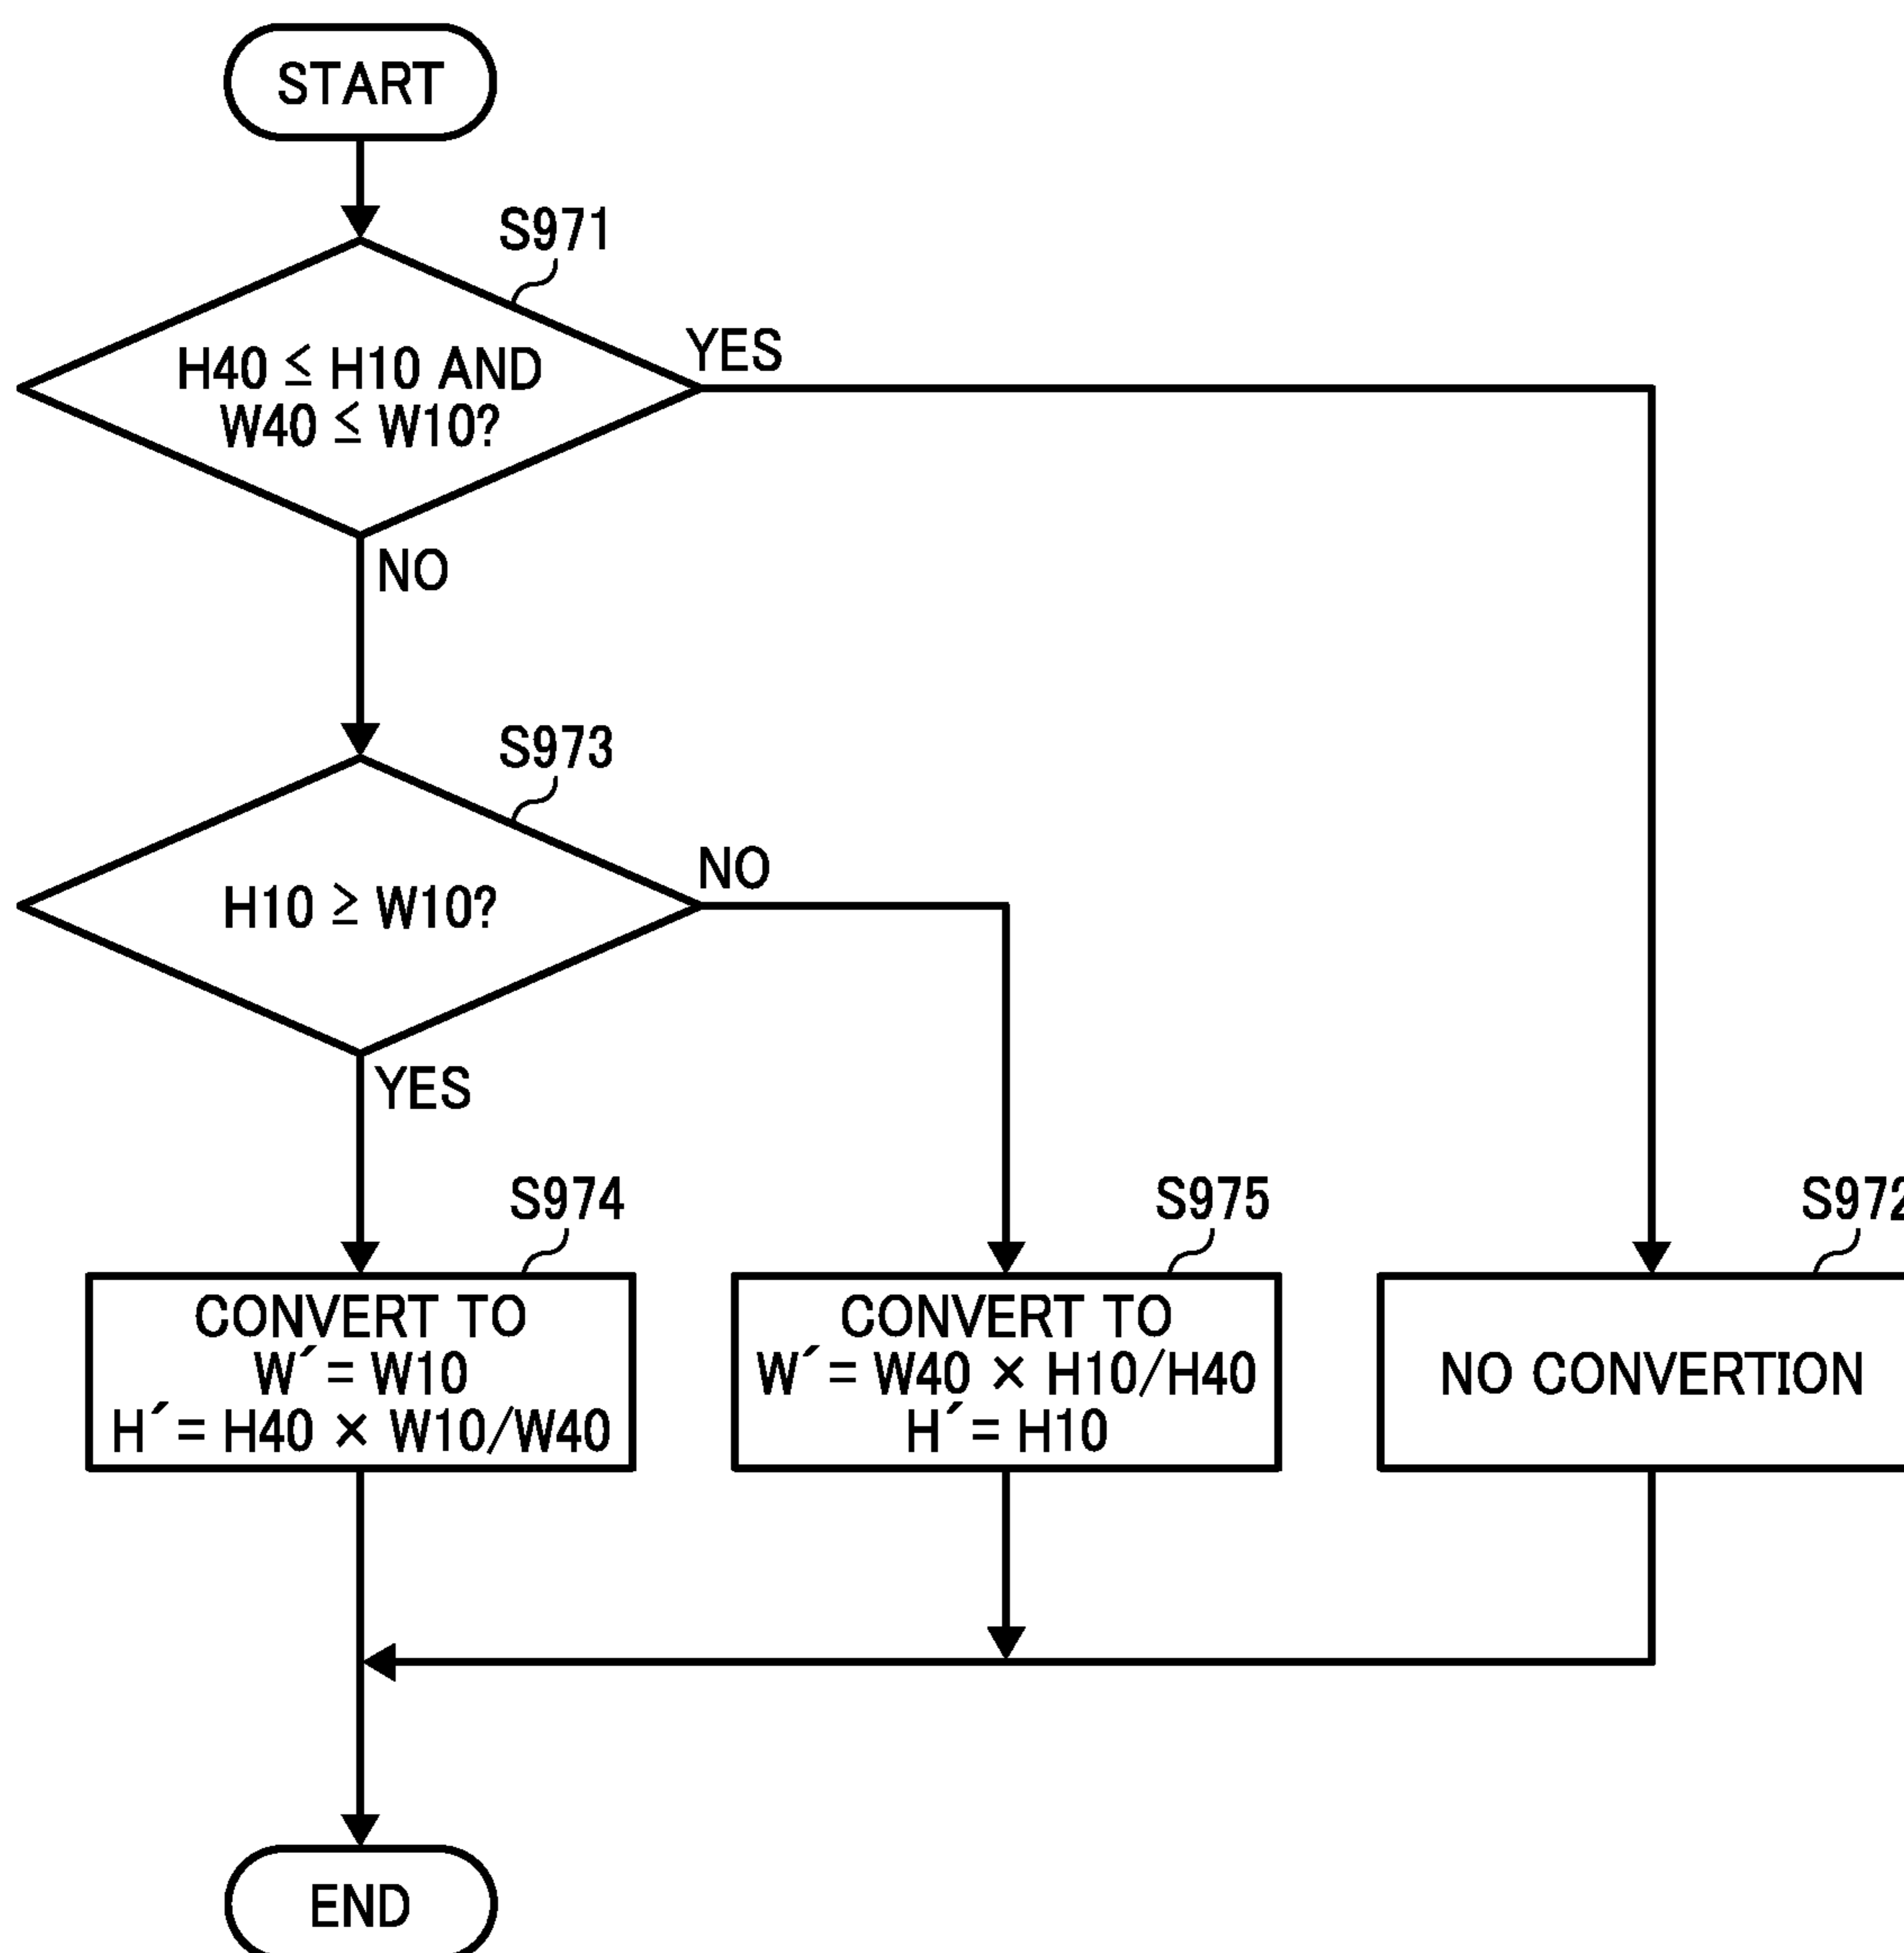 START
S971
H40 ≤ H10 AND
W40 ≤ W10?
YES
NO
S973
H10 ≥ W10?
NO
YES
S974
CONVERT TO
W´= W10
H´= H40 × W10/W40
S975
CONVERT TO
W´= W40 × H10/H40
H´= H10
S972
NO CONVERTION
END